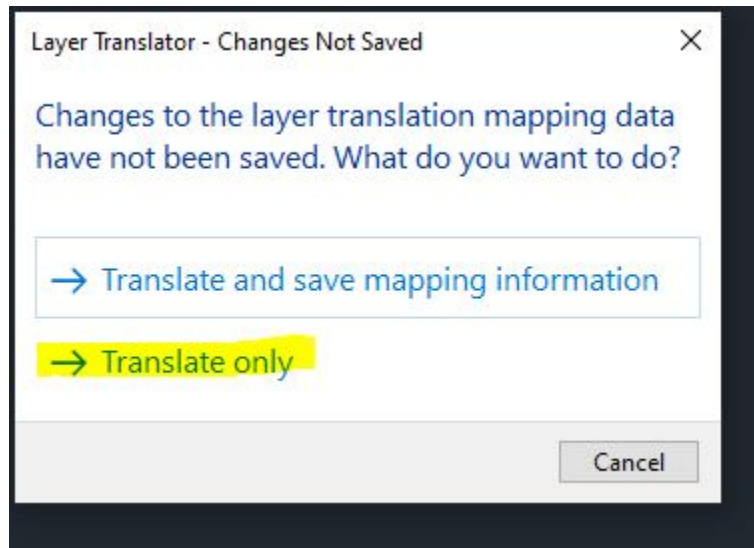 Layer Translator - Changes Not Saved
Changes to the layer translation mapping data
have not been saved. What do you want to do?
Translate and save mapping information
Translate only
Cancel